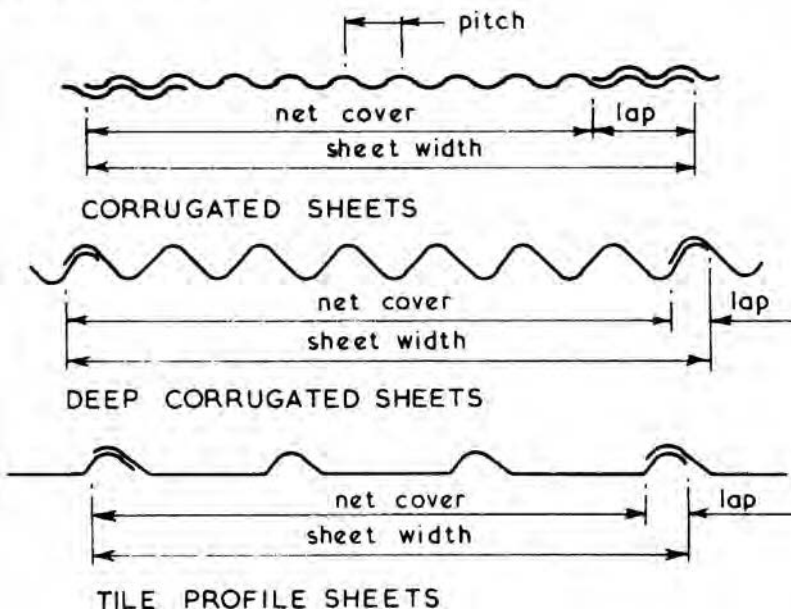 pitch
net cover lap
sheet width
CORRUGATED SHEETS
net cover lap
sheet width
DEEP CORRUGATED SHEETS
net cover lap
sheet width
TILE PROFILE SHEETS